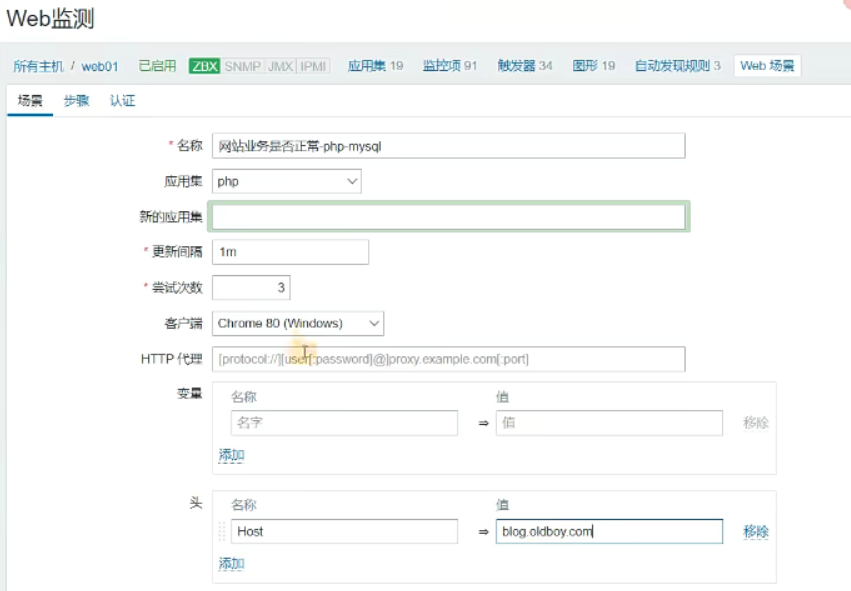 Web监测
所有主机 / web01 已启用 ZBX SNMP JMX IPMI 应用集 19 监控项 91 触发器 34 图形 19 自动发现规则 3 Web 场景
场景 步骤 认证
* 名称 网站业务是否正常-php-mysql
应用集 php
新的应用集
* 更新间隔 1m
* 尝试次数 3
客户端 Chrome 80 (Windows)
HTTP 代理 [protocol://][user[:password]@]proxy.example.com[:port]
变量 名称 值
名字 ⇒ 值 移除
添加
头 名称 值
Host ⇒ blog.oldboy.com 移除
添加